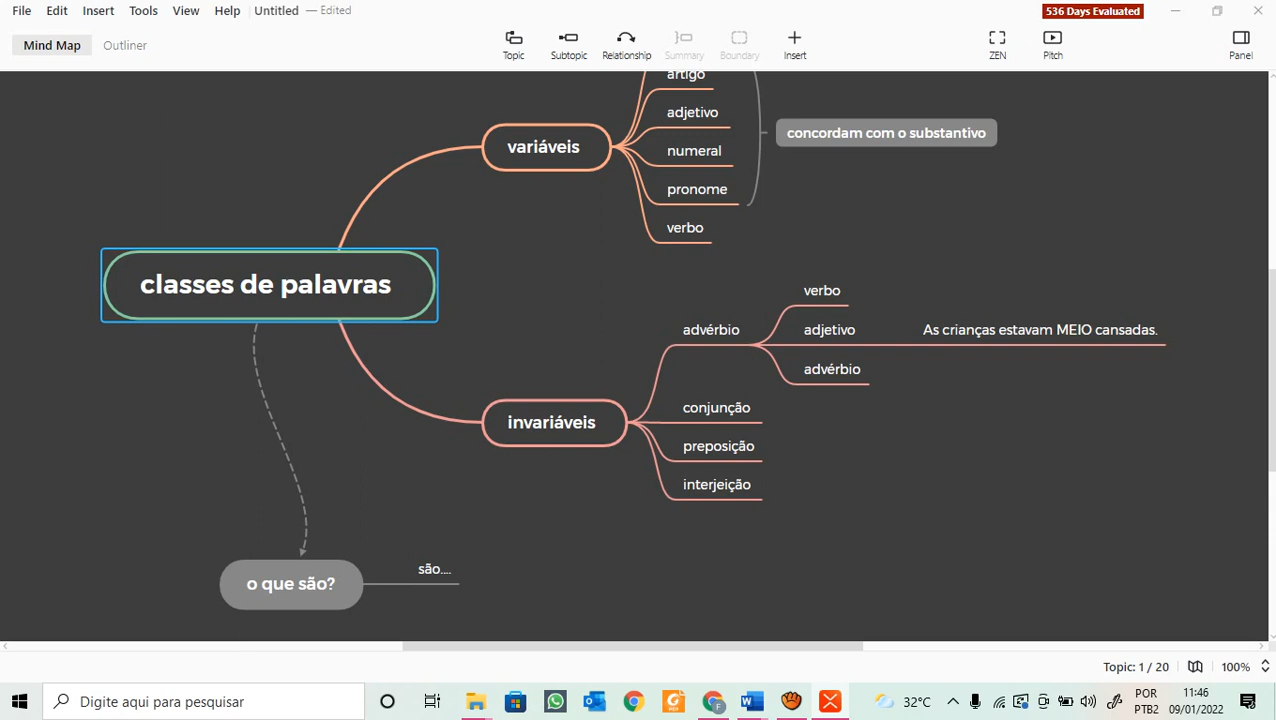 File Edit Insert Tools View Help Untitled — Edited
536 Days Evaluated
Mind Map Outliner
Topic Subtopic Relationship Summary Boundary Insert ZEN Pitch Panel
artigo
adjetivo
concordam com o substantivo
variáveis
numeral
pronome
verbo
classes de palavras
verbo
advérbio
adjetivo
As crianças estavam MEIO cansadas.
advérbio
conjunção
invariáveis
preposição
interjeição
são....
o que são?
Topic: 1 / 20 100%
Digite aqui para pesquisar
32°C
POR
PTB2
11:46
09/01/2022